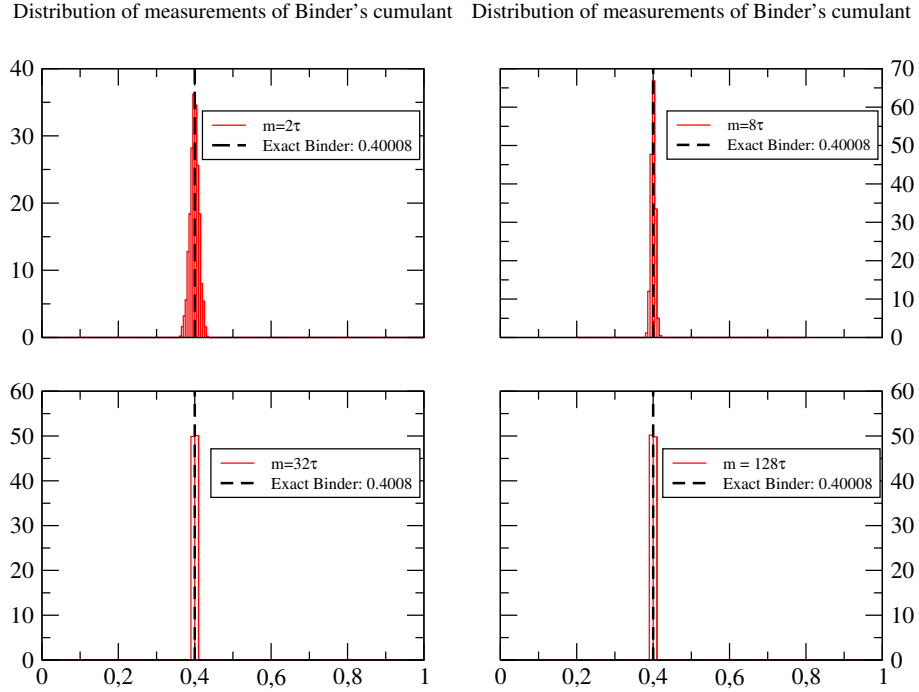 Distribution of measurements of Binder's cumulant
Distribution of measurements of Binder's cumulant
40
30
20
10
0
m=2τ
Exact Binder: 0.40008
70
60
50
40
30
20
10
0
m=8τ
Exact Binder: 0.40008
60
50
40
30
20
10
0
m=32τ
Exact Binder: 0.4008
0 0,2 0,4 0,6 0,8 1
60
50
40
30
20
10
0
m = 128τ
Exact Binder: 0.40008
0 0,2 0,4 0,6 0,8 1